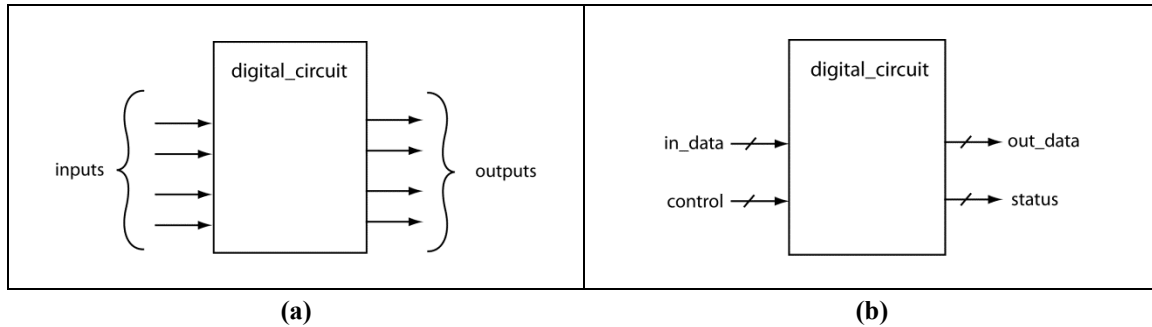 digital_circuit
inputs
outputs
(a)
digital_circuit
in_data
out_data
control
status
(b)